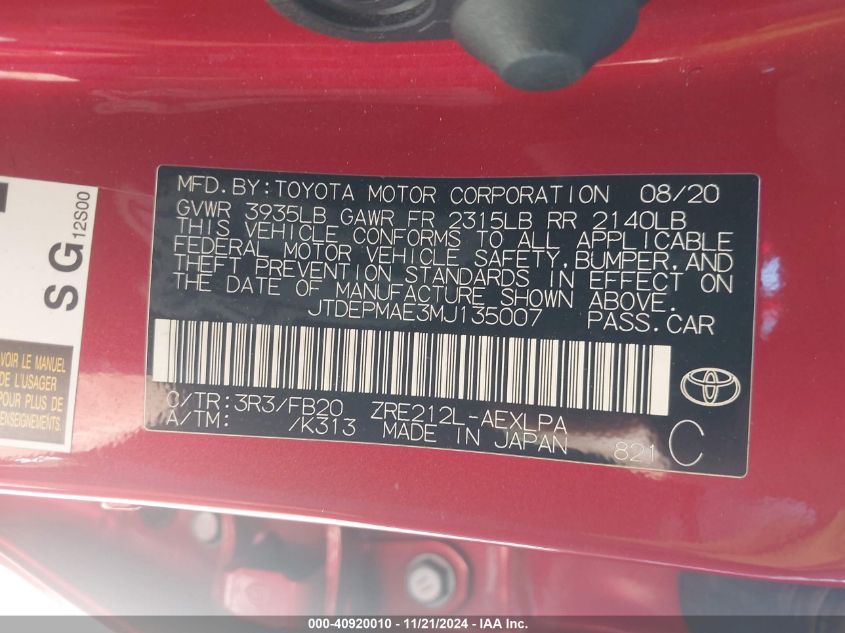 MFD. BY: TOYOTA MOTOR CORPORATION 08/20
GVWR 3935LB GAWR FR 2315LB RR 2140LB
THIS VEHICLE CONFORMS TO ALL APPLICABLE
FEDERAL MOTOR VEHICLE SAFETY, BUMPER, AND
THEFT PREVENTION STANDARDS IN EFFECT ON
THE DATE OF MANUFACTURE SHOWN ABOVE.
JTDEPMAE3MJ135007 PASS. CAR
C/TR: 3R3/FB20 ZRE212L-AEXLPA
A/TM: /K313 MADE IN JAPAN 821 C
SG 12S00
VOIR LE MANUEL
DE L'USAGER
POUR PLUS DE
RENSEIGNEMENTS
000-40920010 - 11/21/2024 - IAAI, Inc.